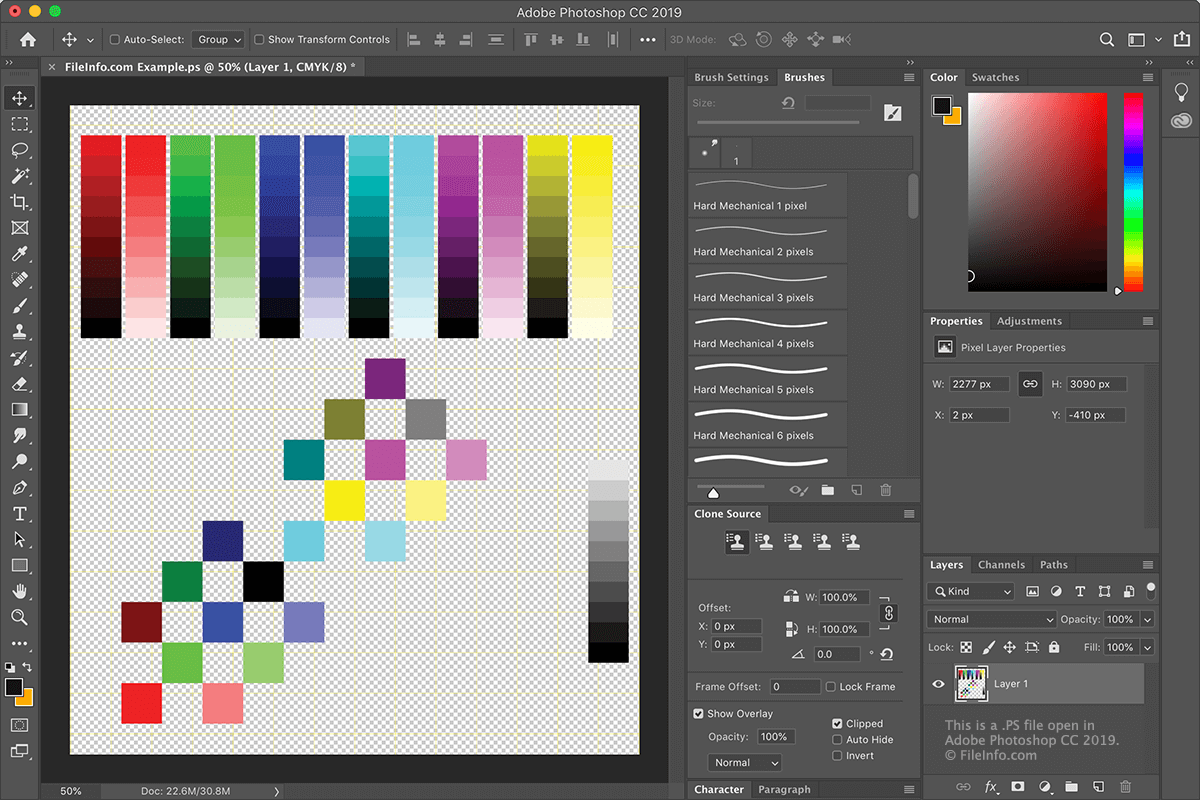 Adobe Photoshop CC 2019
Auto-Select: Group Show Transform Controls 3D Mode:
× FileInfo.com Example.ps @ 50% (Layer 1, CMYK/8) *
Brush Settings Brushes
Size:
1
Hard Mechanical 1 pixel
Hard Mechanical 2 pixels
Hard Mechanical 3 pixels
Hard Mechanical 4 pixels
Hard Mechanical 5 pixels
Hard Mechanical 6 pixels
Clone Source
Offset:
W: 100.0%
X: 0 px
H: 100.0%
Y: 0 px
0.0 °
Frame Offset: 0 Lock Frame
Show Overlay
Opacity: 100%
Clipped
Auto Hide
Normal
Invert
Character Paragraph
Color Swatches
Properties Adjustments
Pixel Layer Properties
W: 2277 px H: 3090 px
X: 2 px Y: -410 px
Layers Channels Paths
Kind
Normal Opacity: 100%
Lock: Fill: 100%
Layer 1
This is a .PS file open in
Adobe Photoshop CC 2019.
© FileInfo.com
fx
50% Doc: 22.6M/30.8M